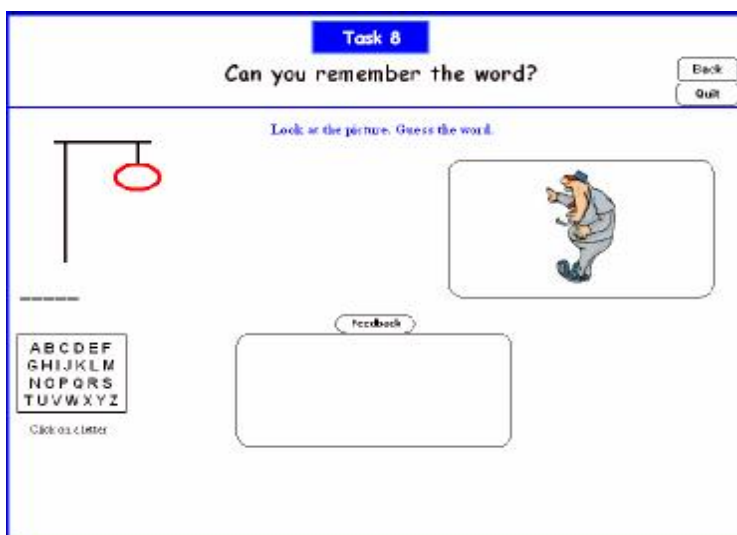 Task 8
Can you remember the word?
Back
Quit
Look at the picture. Guess the word.
Feedback
A B C D E F
G H I J K L M
N O P Q R S
T U V W X Y Z
Click on a letter